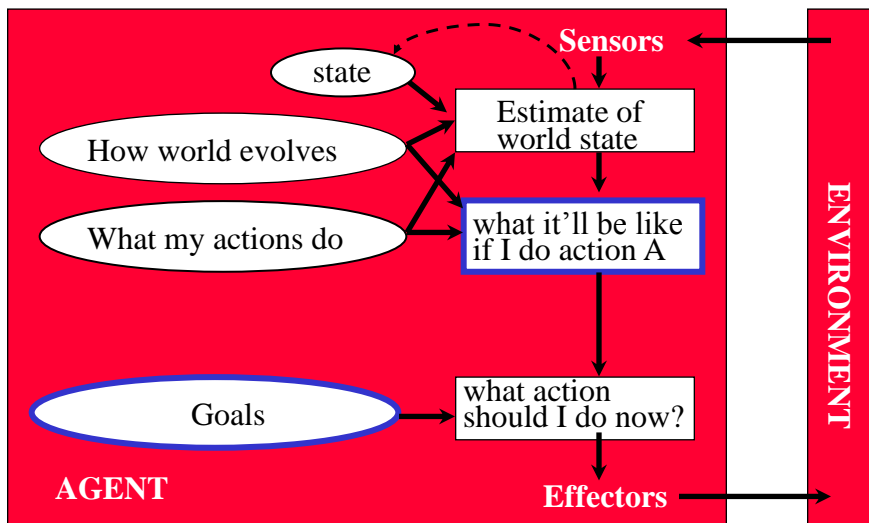 Sensors
state
Estimate of
world state
How world evolves
What my actions do
what it'll be like
if I do action A
Goals
what action
should I do now?
AGENT
Effectors
ENVIRONMENT